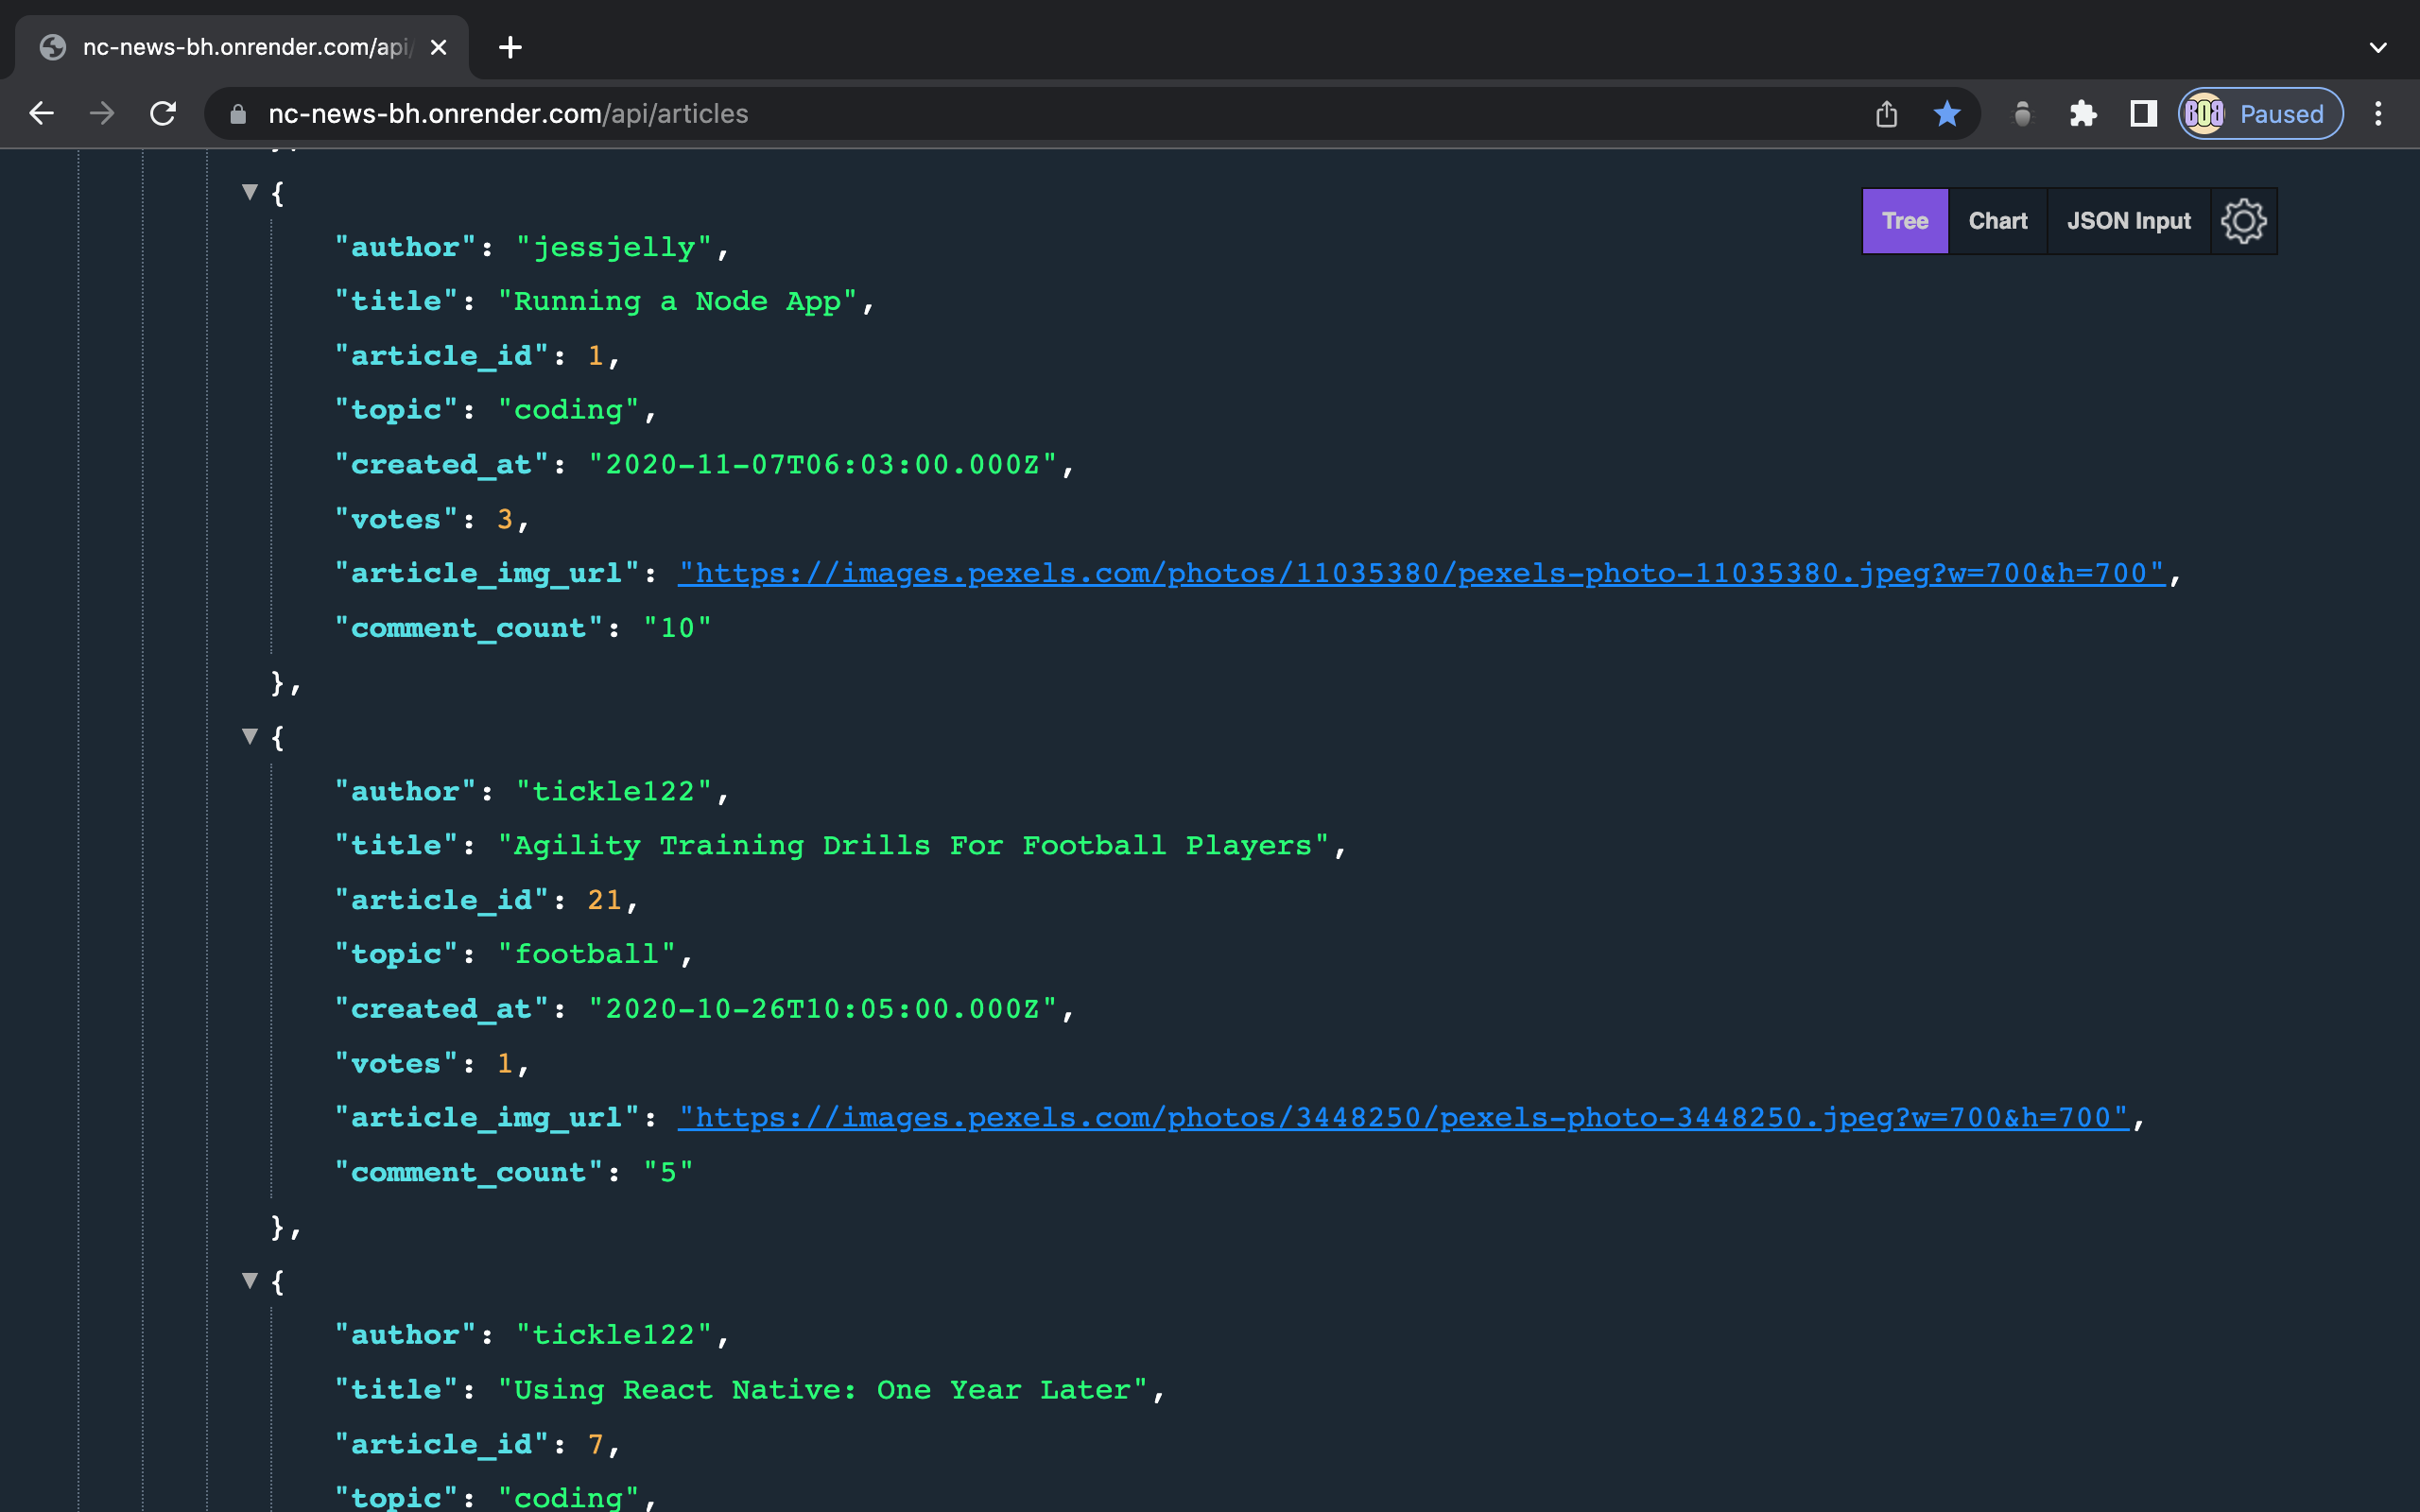 nc-news-bh.onrender.com/api/
nc-news-bh.onrender.com/api/articles
BOB Paused
Tree Chart JSON Input
{
"author": "jessjelly",
"title": "Running a Node App",
"article_id": 1,
"topic": "coding",
"created_at": "2020-11-07T06:03:00.000Z",
"votes": 3,
"article_img_url": "https://images.pexels.com/photos/11035380/pexels-photo-11035380.jpeg?w=700&h=700",
"comment_count": "10"
},
{
"author": "tickle122",
"title": "Agility Training Drills For Football Players",
"article_id": 21,
"topic": "football",
"created_at": "2020-10-26T10:05:00.000Z",
"votes": 1,
"article_img_url": "https://images.pexels.com/photos/3448250/pexels-photo-3448250.jpeg?w=700&h=700",
"comment_count": "5"
},
{
"author": "tickle122",
"title": "Using React Native: One Year Later",
"article_id": 7,
"topic": "coding",